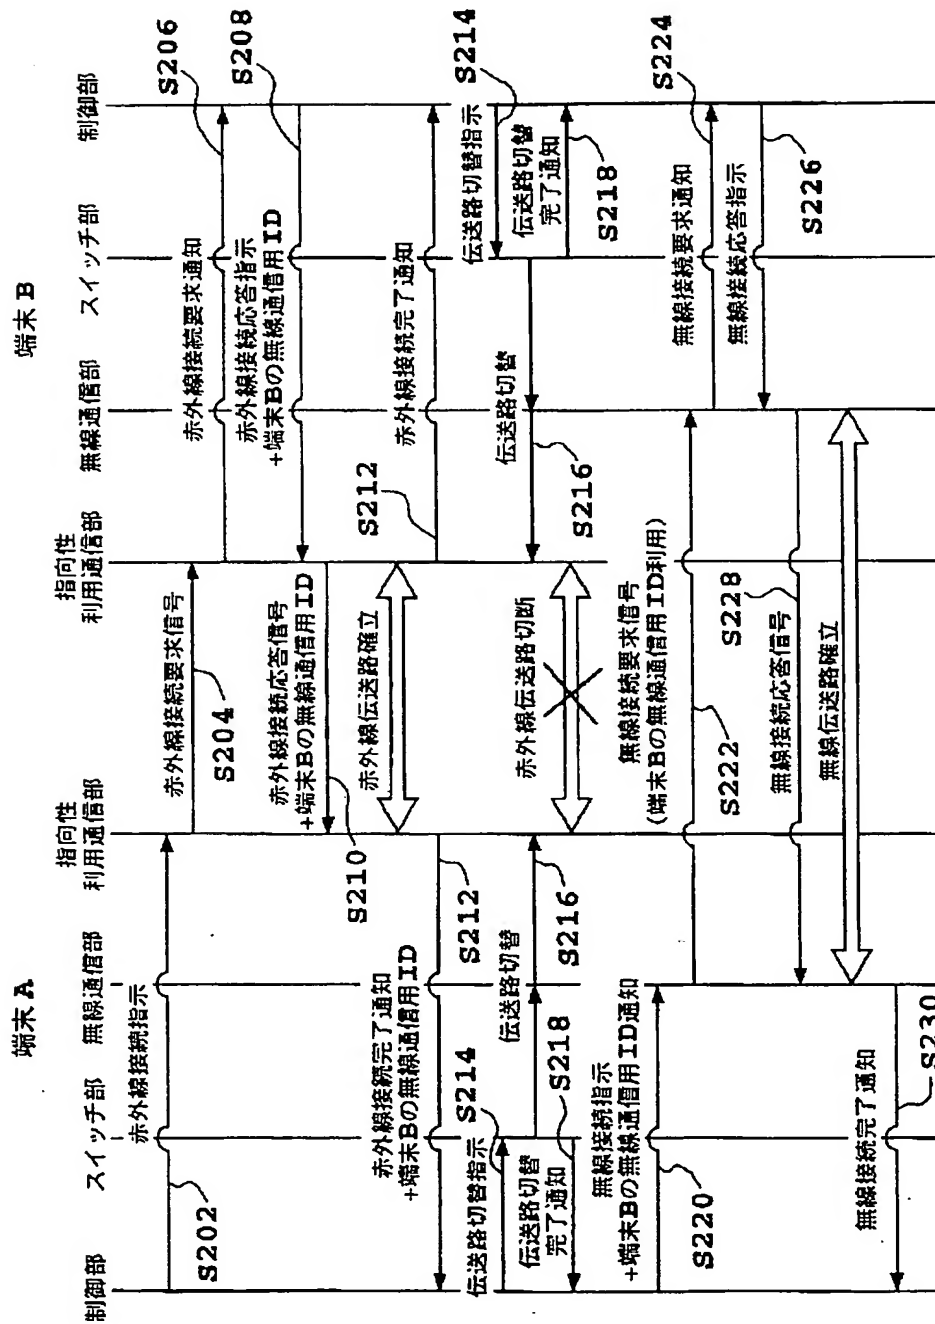 端末A
端末B
制御部
スイッチ部
無線通信部
指向性
利用通信部
指向性
利用通信部
無線通信部
スイッチ部
制御部
赤外線接続指示
S202
赤外線接続要求信号
S204
赤外線接続要求通知
S206
赤外線接続応答指示
+端末Bの無線通信用ID
S208
赤外線接続応答信号
+端末Bの無線通信用ID
S210
赤外線伝送路確立
赤外線接続完了通知
+端末Bの無線通信用ID
S212
赤外線接続完了通知
S212
伝送路切替指示
S214
伝送路切替指示
S214
伝送路切替
S216
伝送路切替
S216
伝送路切替
完了通知
S218
伝送路切替
完了通知
S218
赤外線伝送路切断
無線接続指示
+端末Bの無線通信用ID通知
S220
無線接続要求信号
(端末Bの無線通信用ID利用)
S222
無線接続要求通知
S224
無線接続応答指示
S226
無線接続応答信号
S228
無線伝送路確立
無線接続完了通知
S230